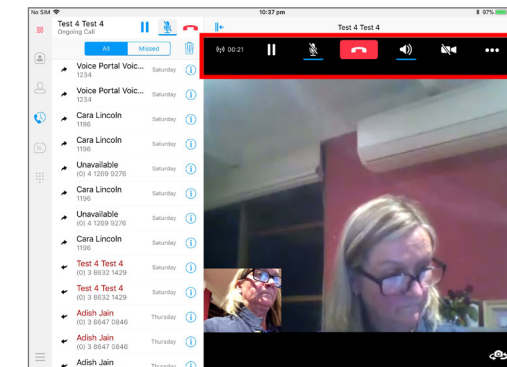 No SIM
10:37 pm
97%
Test 4 Test 4
Ongoing Call
Test 4 Test 4
All
Missed
00:21
Voice Portal Voic...
1234
Saturday
Voice Portal Voic...
1234
Saturday
Cara Lincoln
1196
Saturday
Cara Lincoln
1196
Saturday
Unavailable
(0) 4 1269 9276
Saturday
Cara Lincoln
1196
Saturday
Unavailable
(0) 4 1269 9276
Saturday
Test 4 Test 4
(0) 3 8632 1429
Saturday
Test 4 Test 4
(0) 3 8632 1429
Saturday
Adish Jain
(0) 3 8647 0846
Thursday
Adish Jain
(0) 3 8647 0846
Thursday
Adish Jain
Thursday